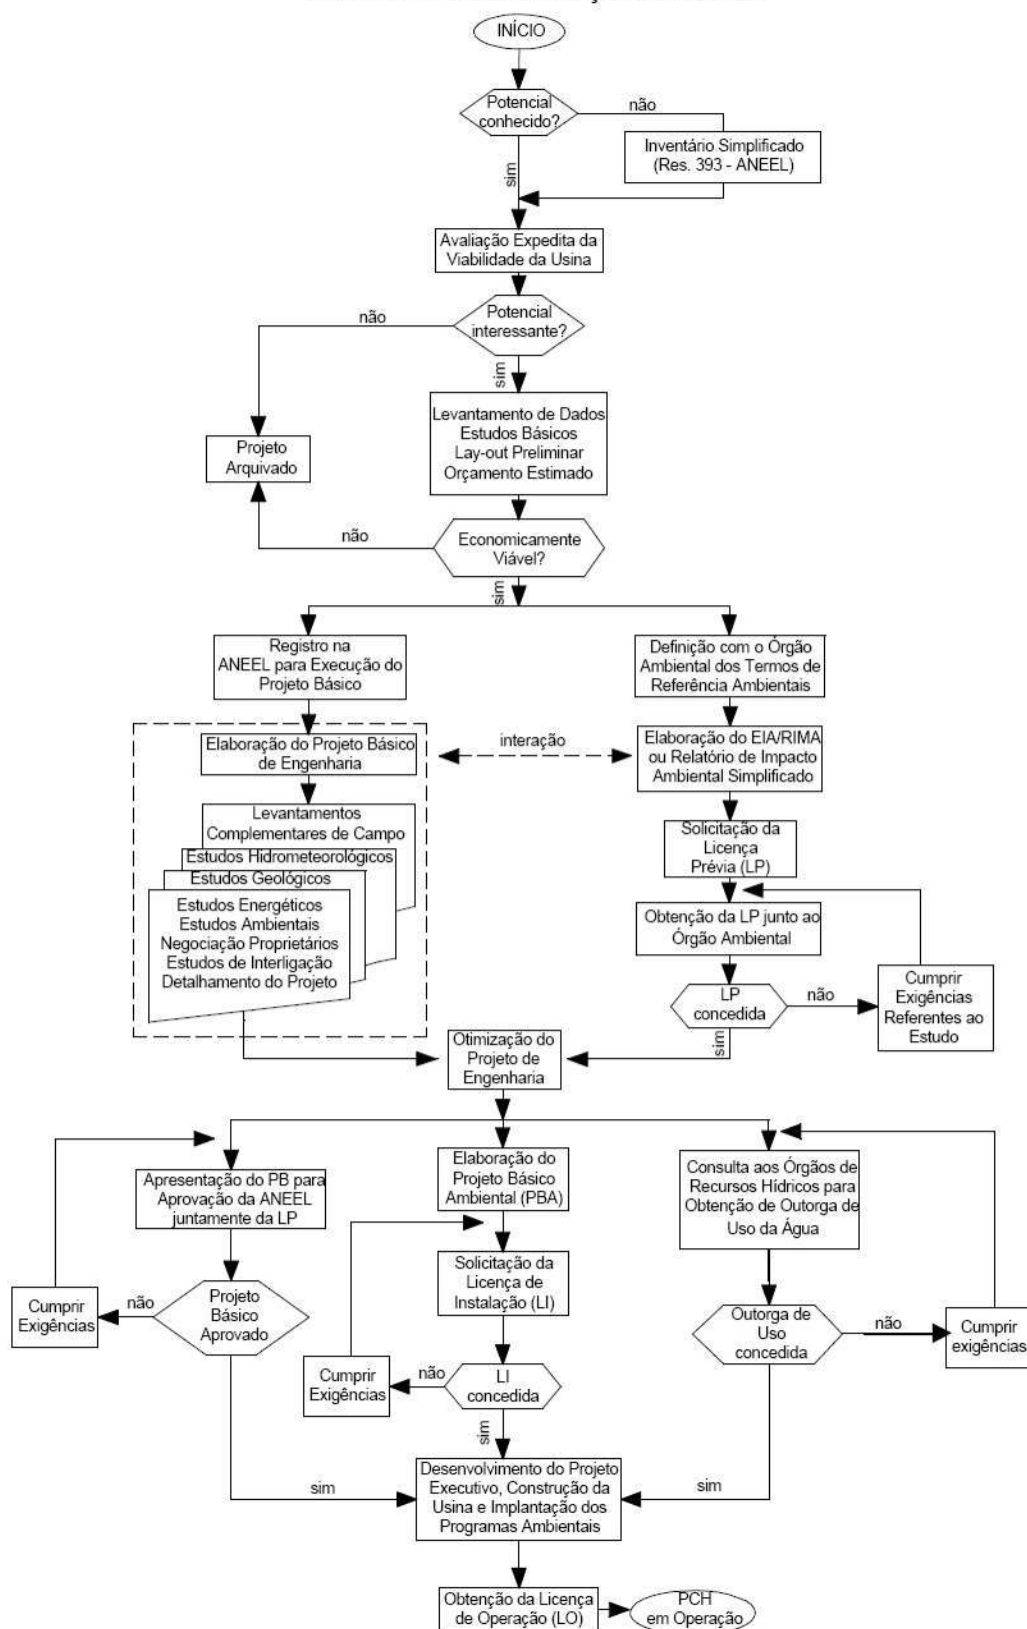 INÍCIO
Potencial
conhecido?
não
sim
Inventário Simplificado
(Res. 393 - ANEEL)
Avaliação Expedita da
Viabilidade da Usina
Potencial
interessante?
não
sim
Levantamento de Dados
Estudos Básicos
Lay-out Preliminar
Orçamento Estimado
Projeto
Arquivado
Economicamente
Viável?
não
sim
Registro na
ANEEL para Execução do
Projeto Básico
Definição com o Órgão
Ambiental dos Termos de
Referência Ambientais
Elaboração do Projeto Básico
de Engenharia
interação
Elaboração do EIA/RIMA
ou Relatório de Impacto
Ambiental Simplificado
Levantamentos
Complementares de Campo
Estudos Hidrometeorológicos
Estudos Geológicos
Estudos Energéticos
Estudos Ambientais
Negociação Proprietários
Estudos de Interligação
Detalhamento do Projeto
Solicitação da
Licença
Prévia (LP)
Obtenção da LP junto ao
Órgão Ambiental
LP
concedida
não
sim
Cumprir
Exigências
Referentes ao
Estudo
Otimização do
Projeto de
Engenharia
Apresentação do PB para
Aprovação da ANEEL
juntamente da LP
Elaboração do
Projeto Básico
Ambiental (PBA)
Consulta aos Órgãos de
Recursos Hídricos para
Obtenção de Outorga de
Uso da Água
Solicitação da
Licença de
Instalação (LI)
Cumprir
Exigências
não
Projeto
Básico
Aprovado
Cumprir
Exigências
não
LI
concedida
Outorga de
Uso
concedida
não
Cumprir
exigências
sim
sim
sim
Desenvolvimento do Projeto
Executivo, Construção da
Usina e Implantação dos
Programas Ambientais
Obtenção da Licença
de Operação (LO)
PCH
em Operação